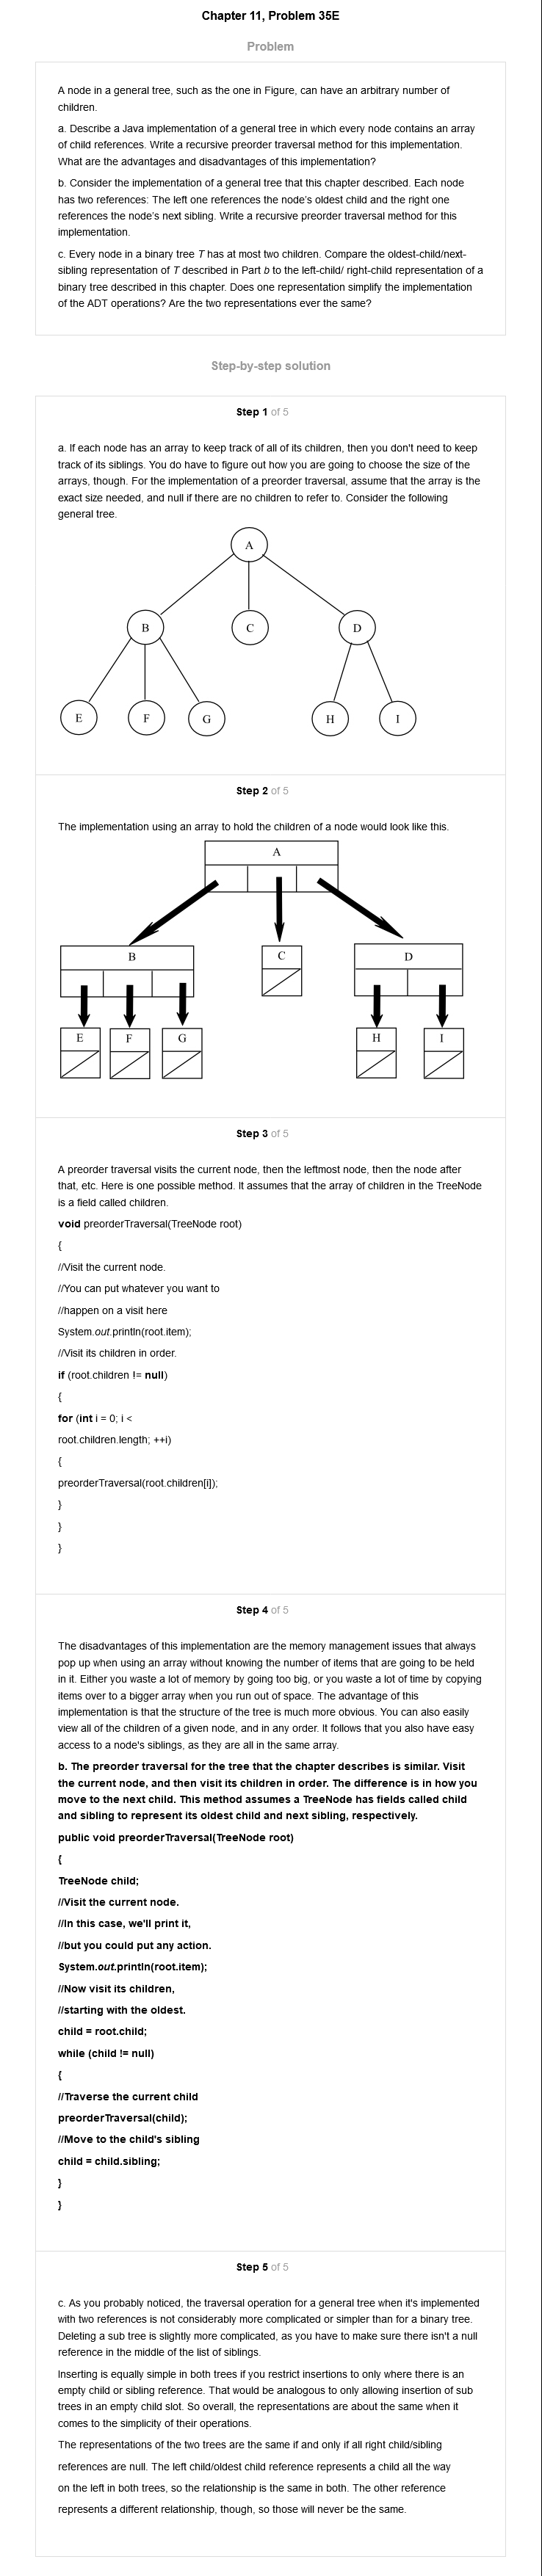 Chapter 11, Problem 35E
Problem
A node in a general tree, such as the one in Figure, can have an arbitrary number of
children.
a. Describe a Java implementation of a general tree in which every node contains an array
of child references. Write a recursive preorder traversal method for this implementation.
What are the advantages and disadvantages of this implementation?
b. Consider the implementation of a general tree that this chapter described. Each node
has two references: The left one references the node's oldest child and the right one
references the node's next sibling. Write a recursive preorder traversal method for this
implementation.
c. Every node in a binary tree T has at most two children. Compare the oldest-child/next-
sibling representation of T described in Part b to the left-child/ right-child representation of a
binary tree described in this chapter. Does one representation simplify the implementation
of the ADT operations? Are the two representations ever the same?
Step-by-step solution
Step 1 of 5
a. If each node has an array to keep track of all of its children, then you don't need to keep
track of its siblings. You do have to figure out how you are going to choose the size of the
arrays, though. For the implementation of a preorder traversal, assume that the array is the
exact size needed, and null if there are no children to refer to. Consider the following
general tree.
A
B C D
E F G H I
Step 2 of 5
The implementation using an array to hold the children of a node would look like this.
A
B C D
E F G H I
Step 3 of 5
A preorder traversal visits the current node, then the leftmost node, then the node after
that, etc. Here is one possible method. It assumes that the array of children in the TreeNode
is a field called children.
void preorderTraversal(TreeNode root)
{
//Visit the current node.
//You can put whatever you want to
//happen on a visit here
System.out.println(root.item);
//Visit its children in order.
if (root.children != null)
{
for (int i = 0; i <
root.children.length; ++i)
{
preorderTraversal(root.children[i]);
}
}
}
Step 4 of 5
The disadvantages of this implementation are the memory management issues that always
pop up when using an array without knowing the number of items that are going to be held
in it. Either you waste a lot of memory by going too big, or you waste a lot of time by copying
items over to a bigger array when you run out of space. The advantage of this
implementation is that the structure of the tree is much more obvious. You can also easily
view all of the children of a given node, and in any order. It follows that you also have easy
access to a node's siblings, as they are all in the same array.
b. The preorder traversal for the tree that the chapter describes is similar. Visit
the current node, and then visit its children in order. The difference is in how you
move to the next child. This method assumes a TreeNode has fields called child
and sibling to represent its oldest child and next sibling, respectively.
public void preorderTraversal(TreeNode root)
{
TreeNode child;
//Visit the current node.
//In this case, we'll print it,
//but you could put any action.
System.out.println(root.item);
//Now visit its children,
//starting with the oldest.
child = root.child;
while (child != null)
{
//Traverse the current child
preorderTraversal(child);
//Move to the child's sibling
child = child.sibling;
}
}
Step 5 of 5
c. As you probably noticed, the traversal operation for a general tree when it's implemented
with two references is not considerably more complicated or simpler than for a binary tree.
Deleting a sub tree is slightly more complicated, as you have to make sure there isn't a null
reference in the middle of the list of siblings.
Inserting is equally simple in both trees if you restrict insertions to only where there is an
empty child or sibling reference. That would be analogous to only allowing insertion of sub
trees in an empty child slot. So overall, the representations are about the same when it
comes to the simplicity of their operations.
The representations of the two trees are the same if and only if all right child/sibling
references are null. The left child/oldest child reference represents a child all the way
on the left in both trees, so the relationship is the same in both. The other reference
represents a different relationship, though, so those will never be the same.